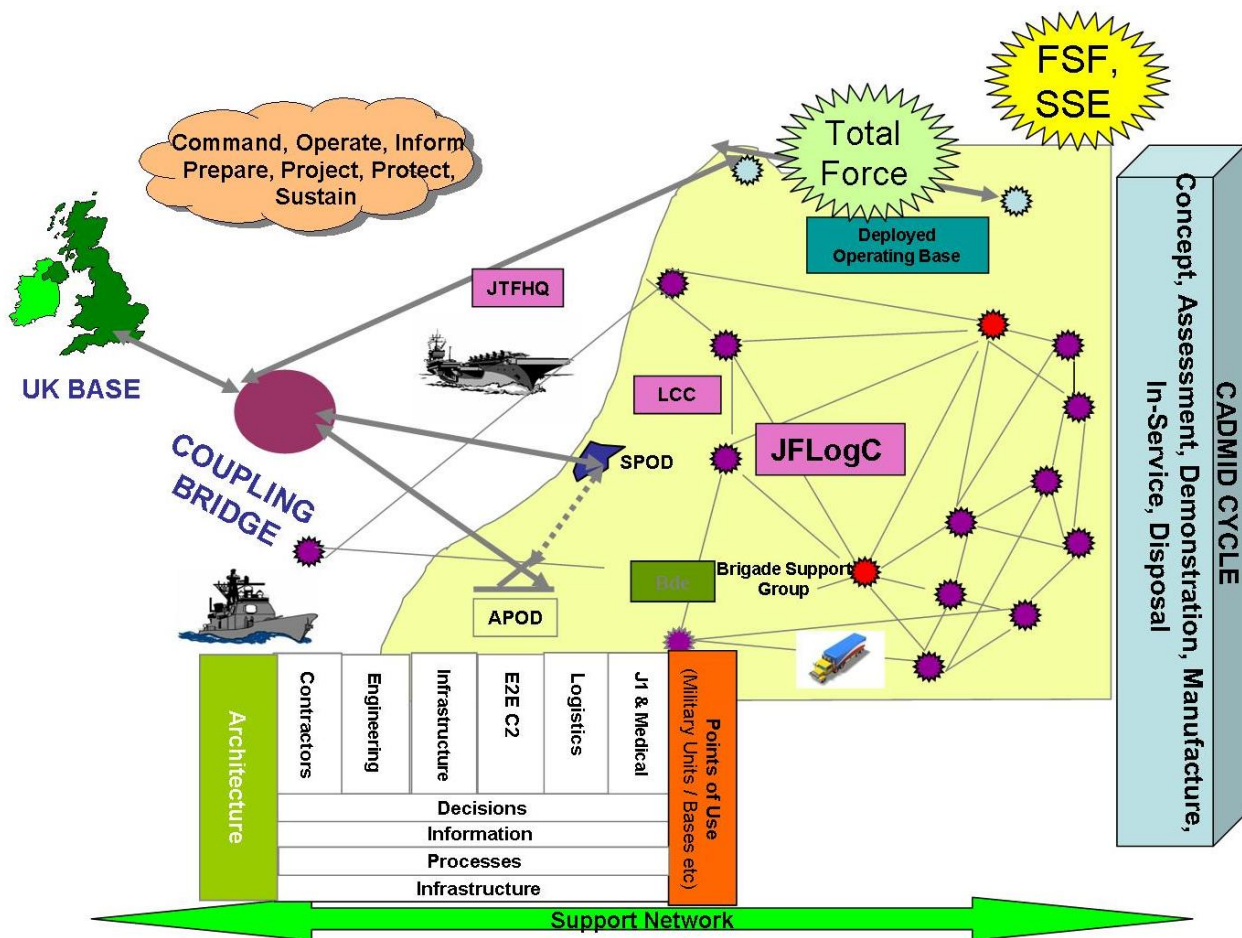 FSF,
SSE
Command, Operate, Inform
Prepare, Project, Protect,
Sustain
Total
Force
Deployed
Operating Base
JTFHQ
UK BASE
LCC
COUPLING
BRIDGE
JFLogC
SPOD
Bde
Brigade Support
Group
APOD
CADMID CYCLE
Concept, Assessment, Demonstration, Manufacture,
In-Service, Disposal
Architecture
Contractors
Engineering
Infrastructure
E2E C2
Logistics
J1 & Medical
Points of Use
(Military Units / Bases etc)
Decisions
Information
Processes
Infrastructure
Support Network